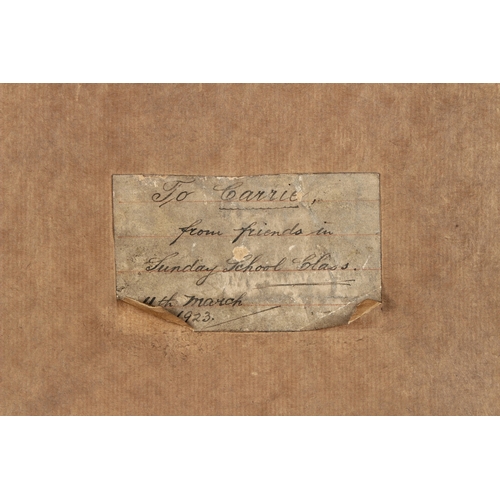 To Carrie,
from friends in
Sunday School Class.
11th March
1923.